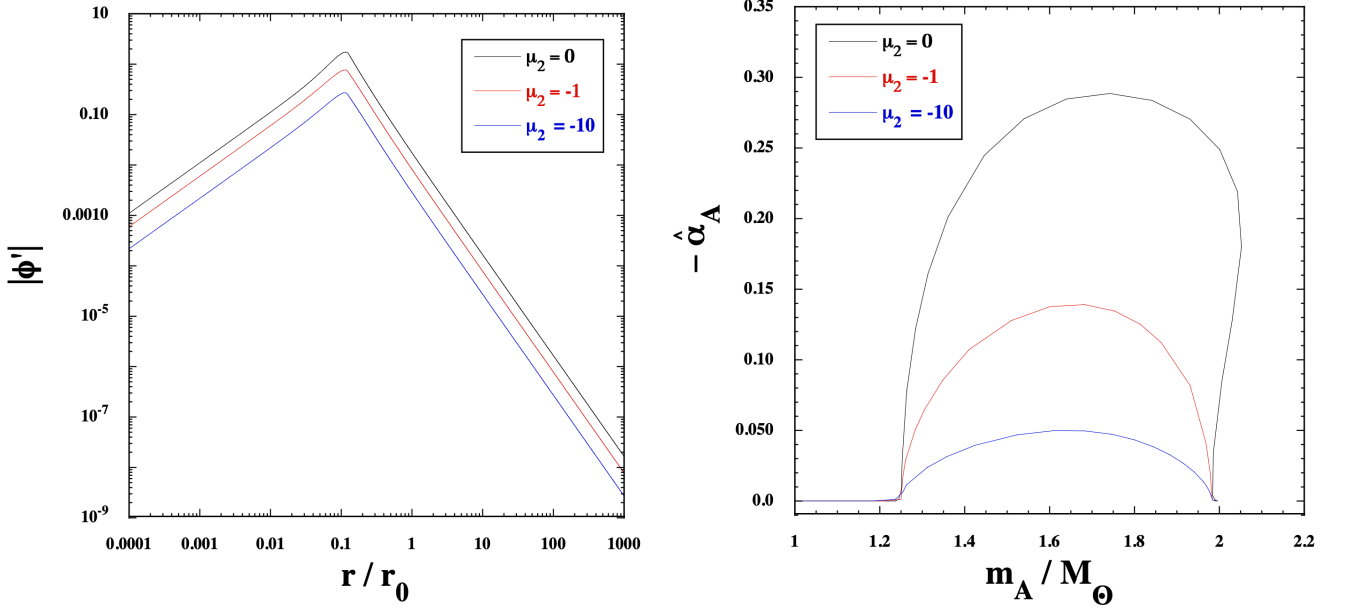 10
μ₂ = 0
μ₂ = -1
μ₂ = -10
0.10
0.0010
10⁻⁵
10⁻⁷
10⁻⁹
|ϕ'|
0.0001 0.001 0.01 0.1 1 10 100 1000
r / r₀
0.35
μ₂ = 0
μ₂ = -1
μ₂ = -10
0.30
0.25
0.20
0.15
0.10
0.050
0.0
− α̂_A
1 1.2 1.4 1.6 1.8 2 2.2
m_A / M_ʘ